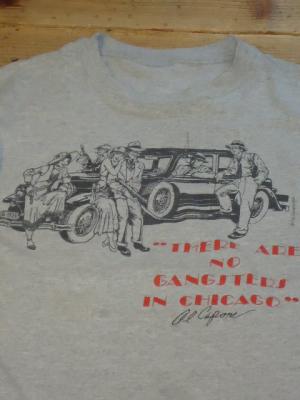 "THERE ARE
NO
GANGSTERS
IN CHICAGO"
Al Capone